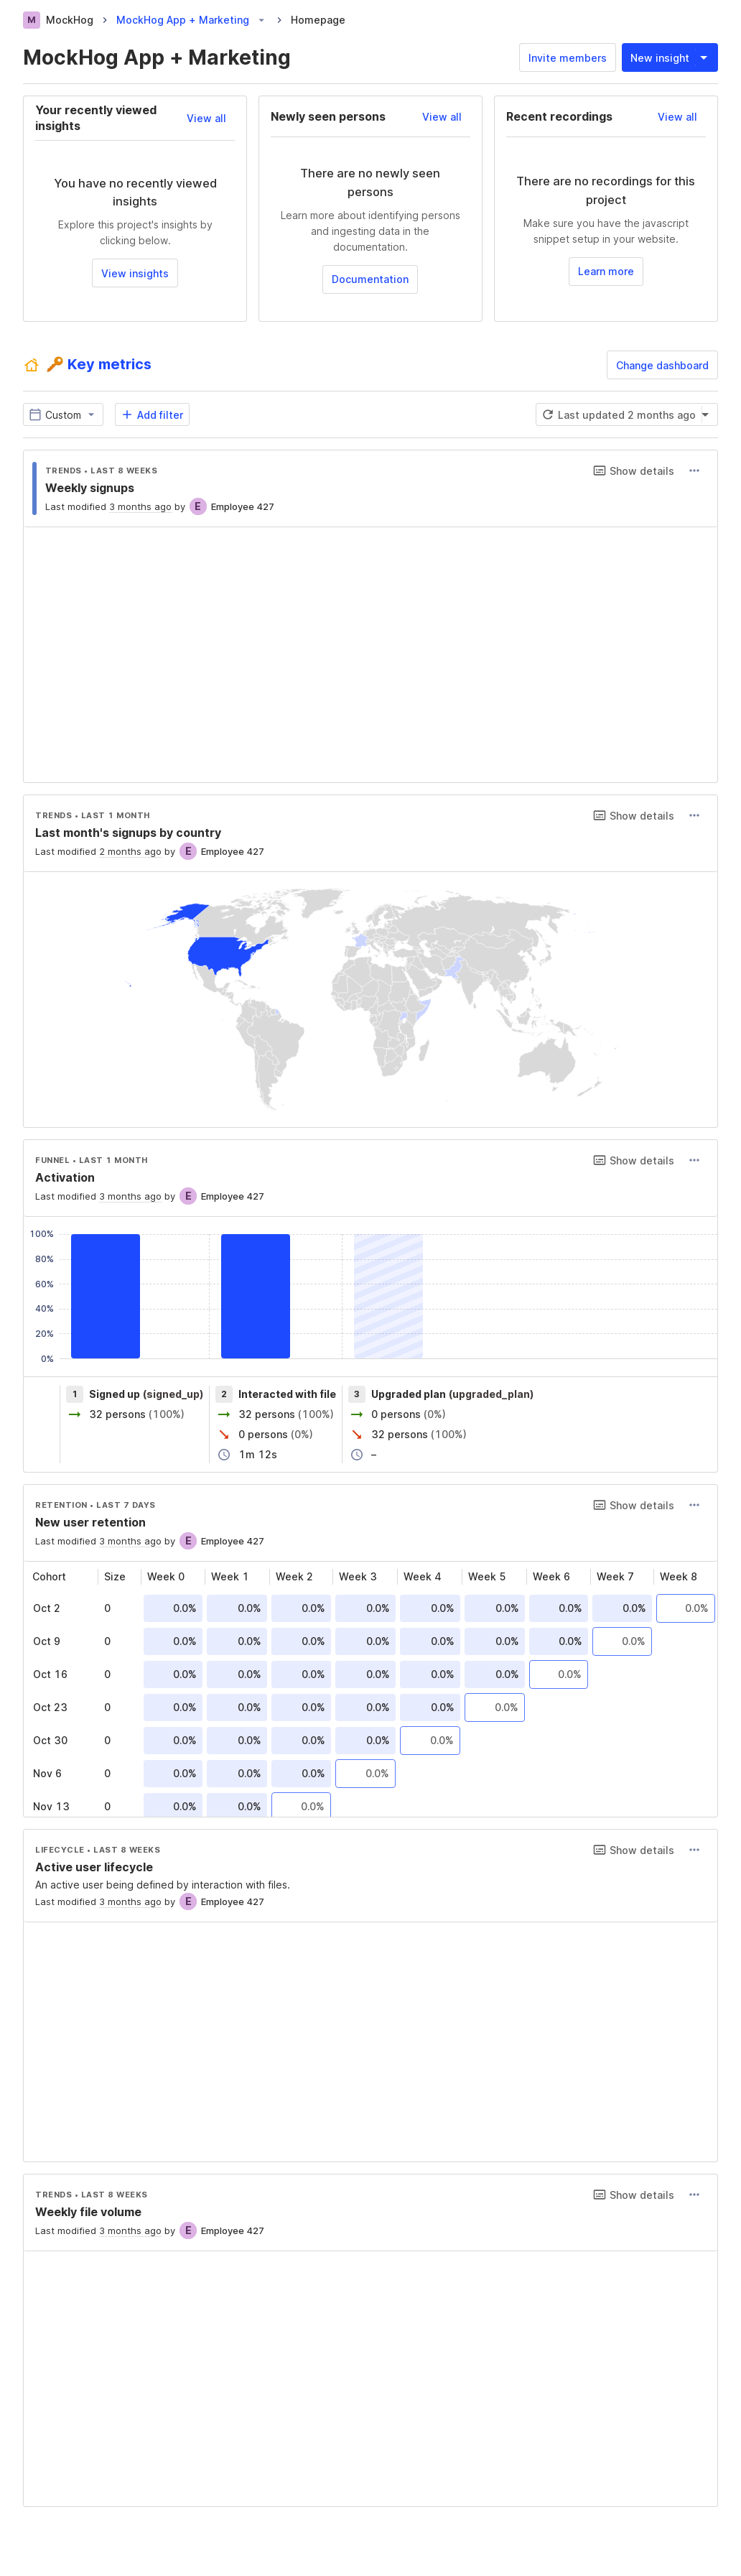 M MockHog > MockHog App + Marketing > Homepage
MockHog App + Marketing
Invite members
New insight
Your recently viewed
insights
View all
You have no recently viewed
insights
Explore this project's insights by
clicking below.
View insights
Newly seen persons
View all
There are no newly seen
persons
Learn more about identifying persons
and ingesting data in the
documentation.
Documentation
Recent recordings
View all
There are no recordings for this
project
Make sure you have the javascript
snippet setup in your website.
Learn more
🔑 Key metrics
Change dashboard
Custom
+ Add filter
Last updated 2 months ago
TRENDS • LAST 8 WEEKS
Show details
Weekly signups
Last modified 3 months ago by E Employee 427
TRENDS • LAST 1 MONTH
Show details
Last month's signups by country
Last modified 2 months ago by E Employee 427
FUNNEL • LAST 1 MONTH
Show details
Activation
Last modified 3 months ago by E Employee 427
100%
80%
60%
40%
20%
0%
1 Signed up (signed_up)
32 persons (100%)
2 Interacted with file
32 persons (100%)
0 persons (0%)
1m 12s
3 Upgraded plan (upgraded_plan)
0 persons (0%)
32 persons (100%)
–
RETENTION • LAST 7 DAYS
Show details
New user retention
Last modified 3 months ago by E Employee 427
Cohort Size Week 0 Week 1 Week 2 Week 3 Week 4 Week 5 Week 6 Week 7 Week 8
Oct 2 0 0.0% 0.0% 0.0% 0.0% 0.0% 0.0% 0.0% 0.0% 0.0%
Oct 9 0 0.0% 0.0% 0.0% 0.0% 0.0% 0.0% 0.0% 0.0%
Oct 16 0 0.0% 0.0% 0.0% 0.0% 0.0% 0.0% 0.0%
Oct 23 0 0.0% 0.0% 0.0% 0.0% 0.0% 0.0%
Oct 30 0 0.0% 0.0% 0.0% 0.0% 0.0%
Nov 6 0 0.0% 0.0% 0.0% 0.0%
Nov 13 0 0.0% 0.0% 0.0%
LIFECYCLE • LAST 8 WEEKS
Show details
Active user lifecycle
An active user being defined by interaction with files.
Last modified 3 months ago by E Employee 427
TRENDS • LAST 8 WEEKS
Show details
Weekly file volume
Last modified 3 months ago by E Employee 427